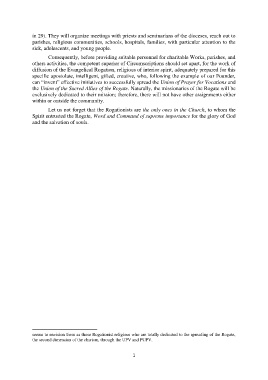 in 29). They will organize meetings with priests and seminarians of the dioceses, reach out to
parishes, religious communities, schools, hospitals, families, with particular attention to the
sick, adolescents, and young people.
Consequently, before providing suitable personnel for charitable Works, parishes, and
others activities, the competent superior of Circumscriptions should set apart, for the work of
diffusion of the Evangelical Rogation, religious of interior spirit, adequately prepared for this
specific apostolate, intelligent, gifted, creative, who, following the example of our Founder,
can "invent" effective initiatives to successfully spread the Union of Prayer for Vocations and
the Union of the Sacred Allies of the Rogate. Naturally, the missionaries of the Rogate will be
exclusively dedicated to their mission; therefore, there will not have other assignments either
within or outside the community.
Let us not forget that the Rogationists are the only ones in the Church, to whom the
Spirit entrusted the Rogate, Word and Command of supreme importance for the glory of God
and the salvation of souls.
seems to envision form as those Rogationist religious who are totally dedicated to the spreading of the Rogate,
the second dimension of the charism, through the UPV and PUPV.
2